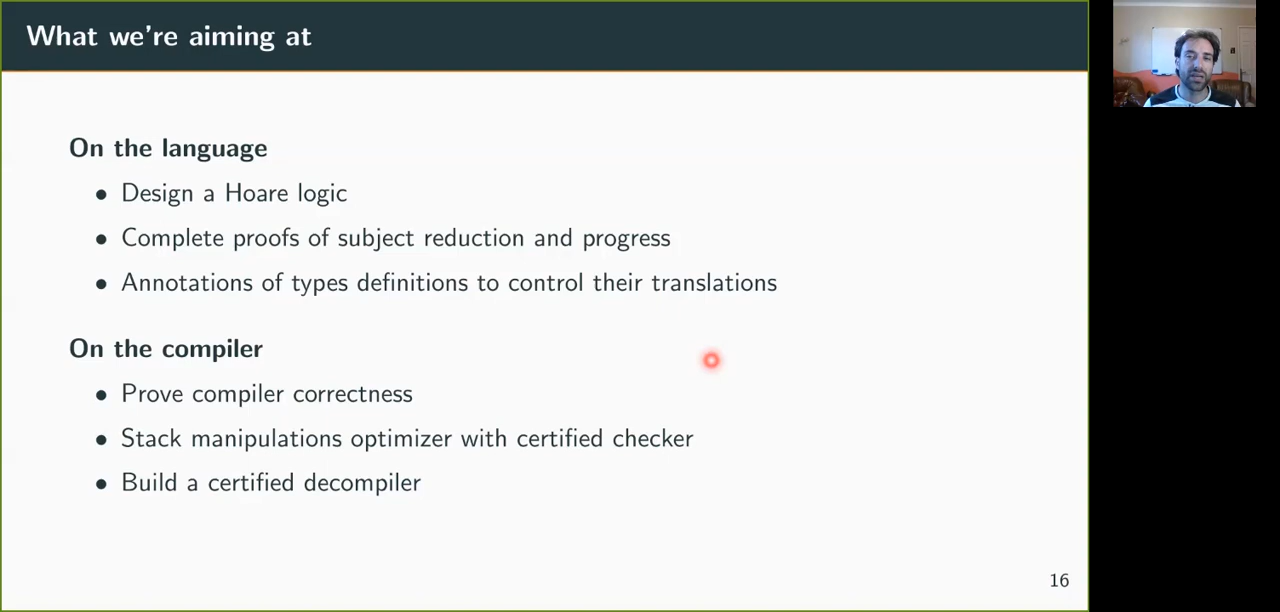 What we're aiming at
On the language
• Design a Hoare logic
• Complete proofs of subject reduction and progress
• Annotations of types definitions to control their translations
On the compiler
• Prove compiler correctness
• Stack manipulations optimizer with certified checker
• Build a certified decompiler
16